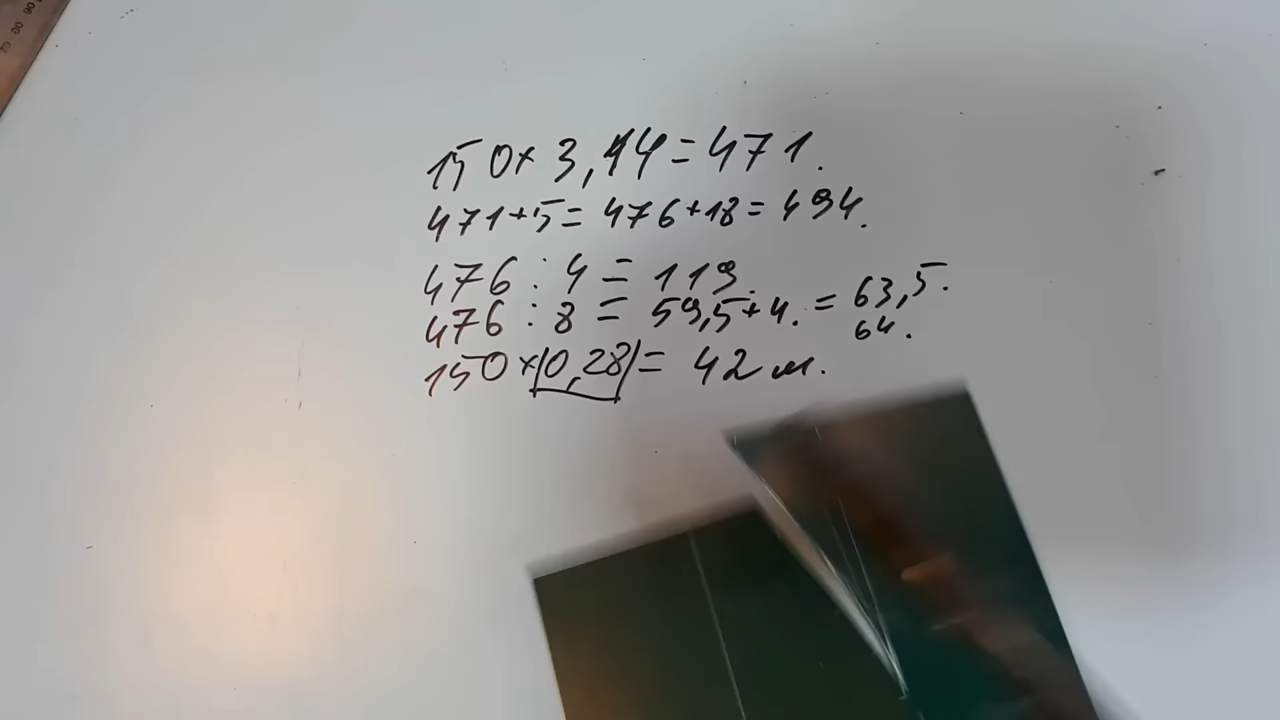 150 × 3,14 = 471.
471 + 5 = 476 + 18 = 494.
476 : 4 = 119.
476 : 8 = 59,5 + 4. = 63,5.
64.
150 × (0,28) = 42 м.